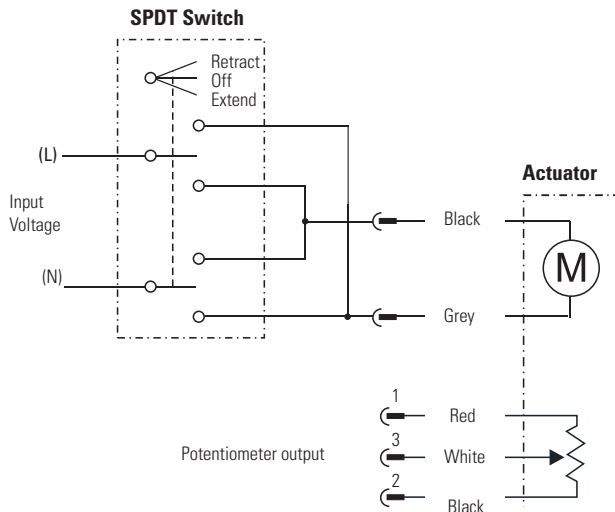 SPDT Switch
Retract
Off
Extend
(L)
Input
Voltage
(N)
Actuator
Black
M
Grey
1
Red
Potentiometer output
3
White
2
Black